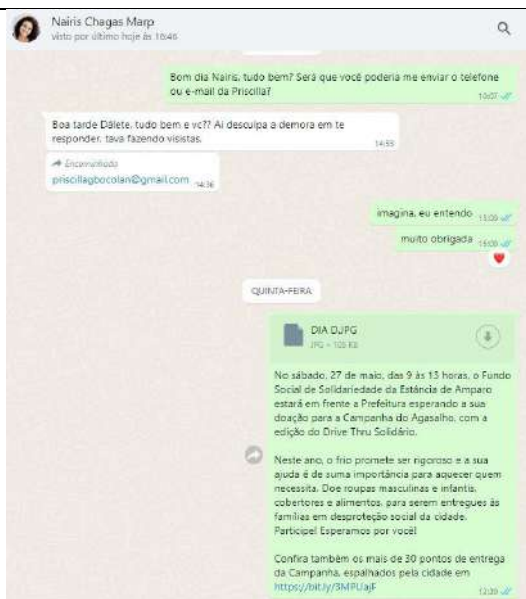 Nairis Chagas Marp
visto por último hoje às 16:46
Bom dia Nairis, tudo bem? Será que você poderia me enviar o telefone
ou e-mail da Priscilla?
10:07
Boa tarde Dálete, tudo bem e vc?? Ai desculpa a demora em te
responder, tava fazendo visistas.
14:35
Encaminhado
priscillagbocolan@gmail.com
14:36
imagina, eu entendo
15:09
muito obrigada
15:09
QUINTA-FEIRA
DIA D.JPG
JPG • 105 KB
No sábado, 27 de maio, das 9 às 13 horas, o Fundo
Social de Solidariedade da Estância de Amparo
estará em frente a Prefeitura esperando a sua
doação para a Campanha do Agasalho, com a
edição do Drive Thru Solidário.
Neste ano, o frio promete ser rigoroso e a sua
ajuda é de suma importância para aquecer quem
necessita. Doe roupas masculinas e infantis,
cobertores e alimentos, para serem entregues às
famílias em desproteção social da cidade.
Participe! Esperamos por você!
Confira também os mais de 30 pontos de entrega
da Campanha, espalhados pela cidade em
https://bit.ly/3MPUajF
12:39